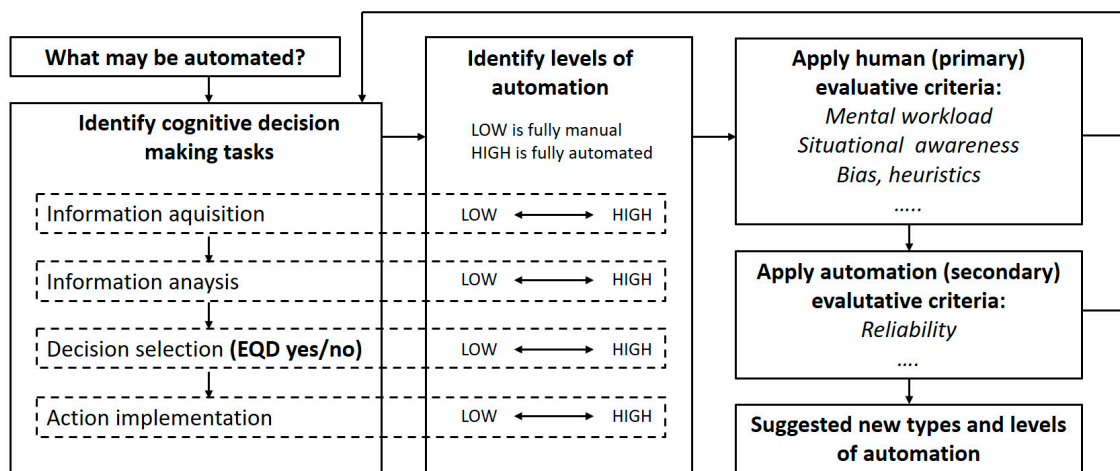 What may be automated?
Identify cognitive decision
making tasks
Information aquisition
Information anaysis
Decision selection (EQD yes/no)
Action implementation
Identify levels of
automation
LOW is fully manual
HIGH is fully automated
LOW HIGH
LOW HIGH
LOW HIGH
LOW HIGH
Apply human (primary)
evaluative criteria:
Mental workload
Situational awareness
Bias, heuristics
.....
Apply automation (secondary)
evalutative criteria:
Reliability
....
Suggested new types and levels
of automation